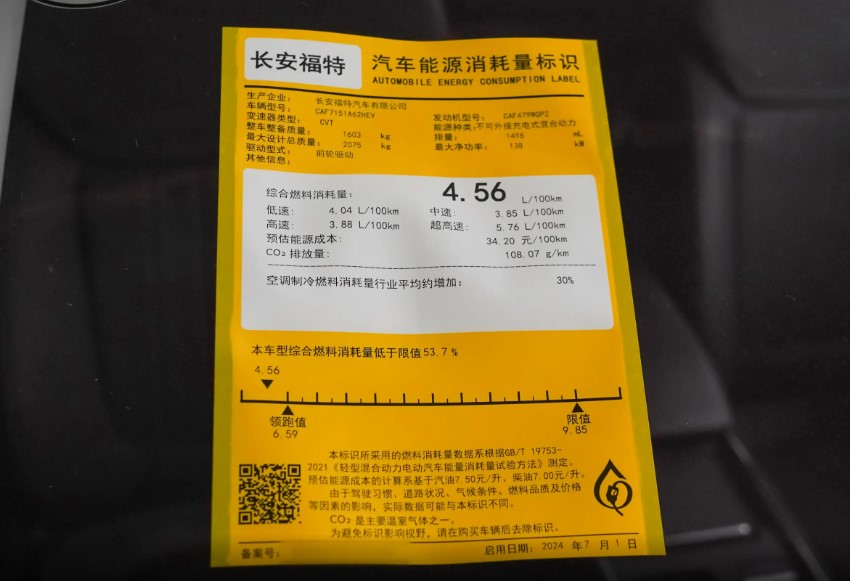 长安福特
汽车能源消耗量标识
AUTOMOBILE ENERGY CONSUMPTION LABEL
生产企业： 长安福特汽车有限公司
车辆型号： CAF7151A62HEV 发动机型号： CAF479WQP2
变速器类型： CVT 能源种类：不可外接充电式混合动力
整车整备质量： 1603 kg 排量： 1495 mL
最大设计总质量： 2075 kg 最大净功率： 138 kW
驱动型式： 前轮驱动
其他信息：
综合燃料消耗量： 4.56 L/100km
低速： 4.04 L/100km 中速： 3.85 L/100km
高速： 3.88 L/100km 超高速： 5.76 L/100km
预估能源成本： 34.20 元/100km
CO₂ 排放量： 108.07 g/km
空调制冷燃料消耗量行业平均约增加： 30%
本车型综合燃料消耗量低于限值 53.7 %
4.56
领跑值 限值
6.59 9.85
本标识所采用的燃料消耗量数据系根据GB/T 19753-
2021《轻型混合动力电动汽车能量消耗量试验方法》测定。
预估能源成本的计算系基于汽油7.50元/升，柴油7.00元/升。
由于驾驶习惯、道路状况、气候条件、燃料品质及价格
等因素的影响，实际数据可能与本标识不同。
CO₂ 是主要温室气体之一。
为避免标识影响视野，请在购买车辆后去除标识。
备案号： 启用日期： 2024 年 7 月 1 日